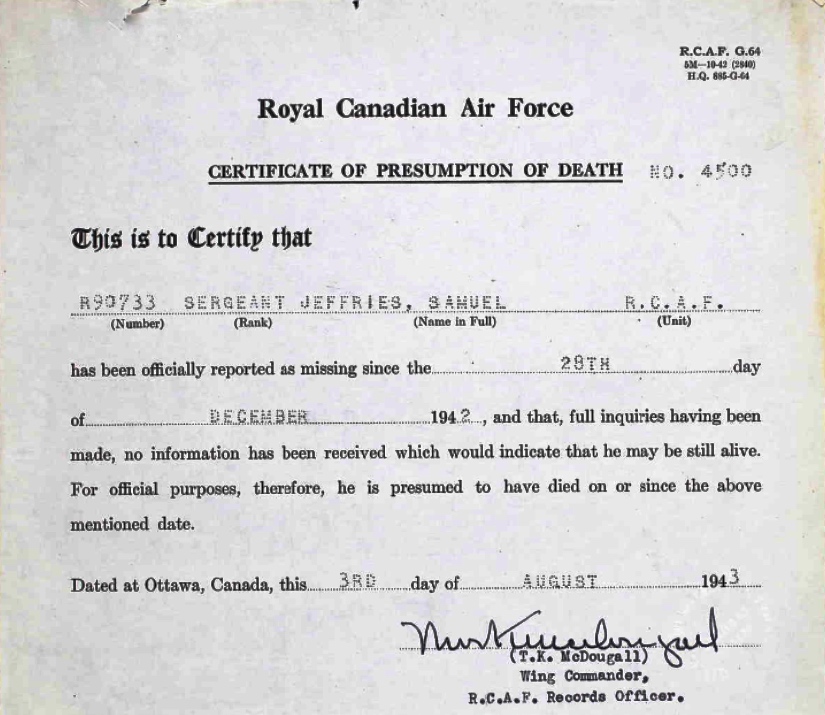 R.C.A.F. G.64
5M—10-42 (2840)
H.Q. 885-G-64
Royal Canadian Air Force
CERTIFICATE OF PRESUMPTION OF DEATH NO. 4500
This is to Certify that
R90733 SERGEANT JEFFRIES, SAMUEL R.C.A.F.
(Number) (Rank) (Name in Full) (Unit)
has been officially reported as missing since the 28TH day
of DECEMBER 1942, and that, full inquiries having been
made, no information has been received which would indicate that he may be still alive.
For official purposes, therefore, he is presumed to have died on or since the above
mentioned date.
Dated at Ottawa, Canada, this 3RD day of AUGUST 1943
(T.K. McDougall)
Wing Commander,
R.C.A.F. Records Officer.